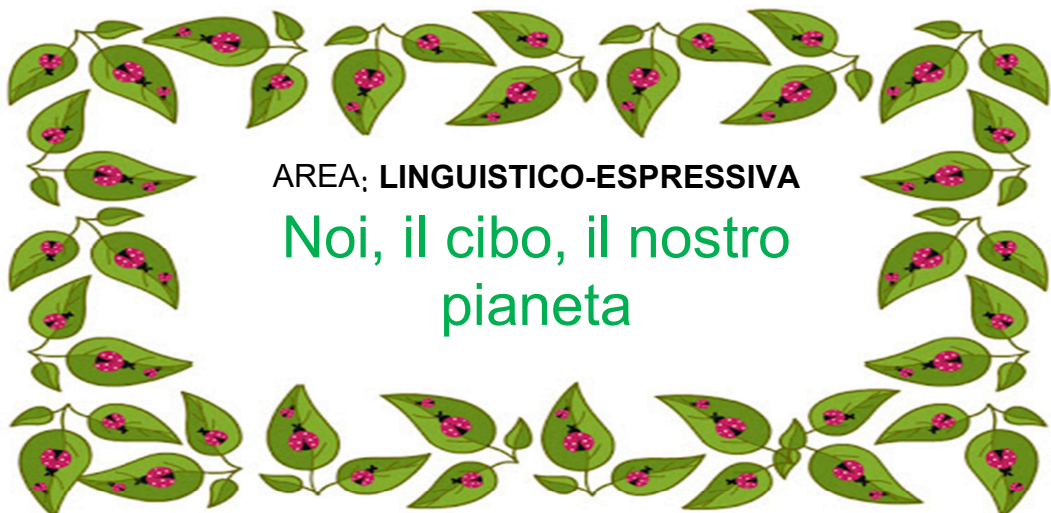 AREA: LINGUISTICO-ESPRESSIVA
Noi, il cibo, il nostro
pianeta